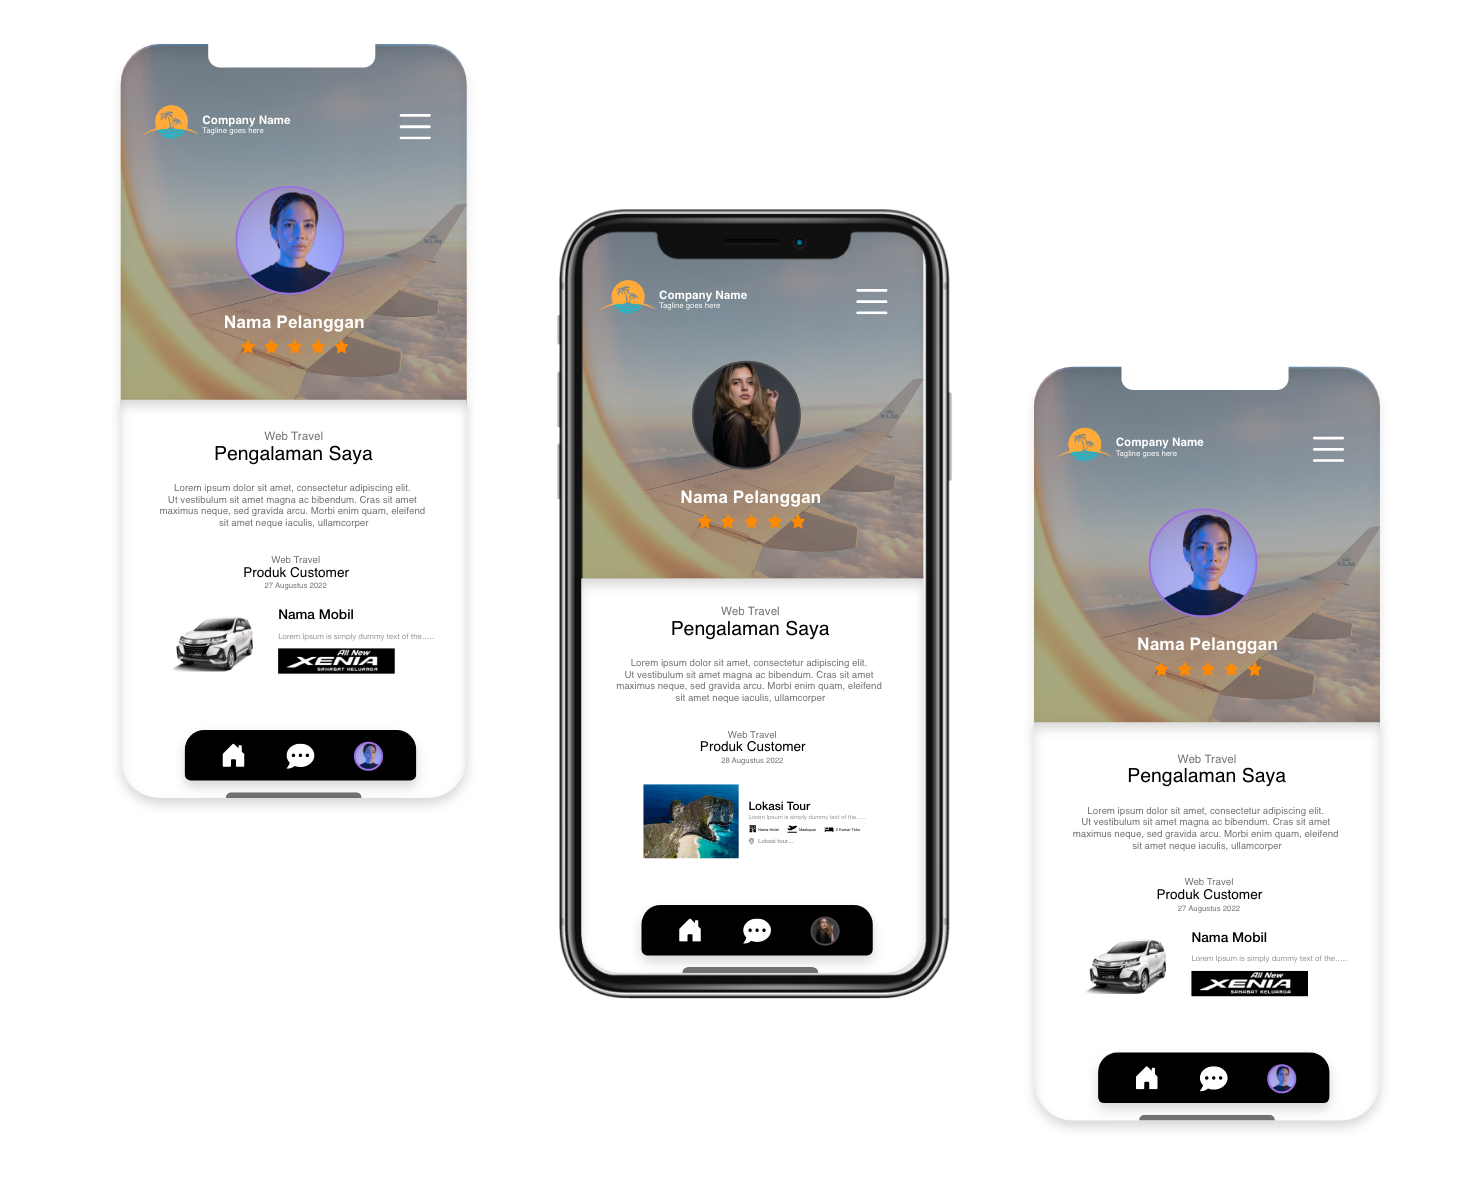 Company Name
Tagline goes here
KLM
Nama Pelanggan
Web Travel
Pengalaman Saya
Lorem ipsum dolor sit amet, consectetur adipiscing elit.
Ut vestibulum sit amet magna ac bibendum. Cras sit amet
maximus neque, sed gravida arcu. Morbi enim quam, eleifend
sit amet neque iaculis, ullamcorper
Web Travel
Produk Customer
27 Augustus 2022
Nama Mobil
Lorem Ipsum is simply dummy text of the.....
All New
XENIA
SAHABAT KELUARGA
Company Name
Tagline goes here
KLM
Nama Pelanggan
Web Travel
Pengalaman Saya
Lorem ipsum dolor sit amet, consectetur adipiscing elit.
Ut vestibulum sit amet magna ac bibendum. Cras sit amet
maximus neque, sed gravida arcu. Morbi enim quam, eleifend
sit amet neque iaculis, ullamcorper
Web Travel
Produk Customer
28 Augustus 2022
Lokasi Tour
Lorem Ipsum is simply dummy text of the.....
Nama Hotel Maskapai 2 Kamar Tidur
Lokasi tour...
Company Name
Tagline goes here
KLM
Nama Pelanggan
Web Travel
Pengalaman Saya
Lorem ipsum dolor sit amet, consectetur adipiscing elit.
Ut vestibulum sit amet magna ac bibendum. Cras sit amet
maximus neque, sed gravida arcu. Morbi enim quam, eleifend
sit amet neque iaculis, ullamcorper
Web Travel
Produk Customer
27 Augustus 2022
Nama Mobil
Lorem Ipsum is simply dummy text of the.....
All New
XENIA
SAHABAT KELUARGA